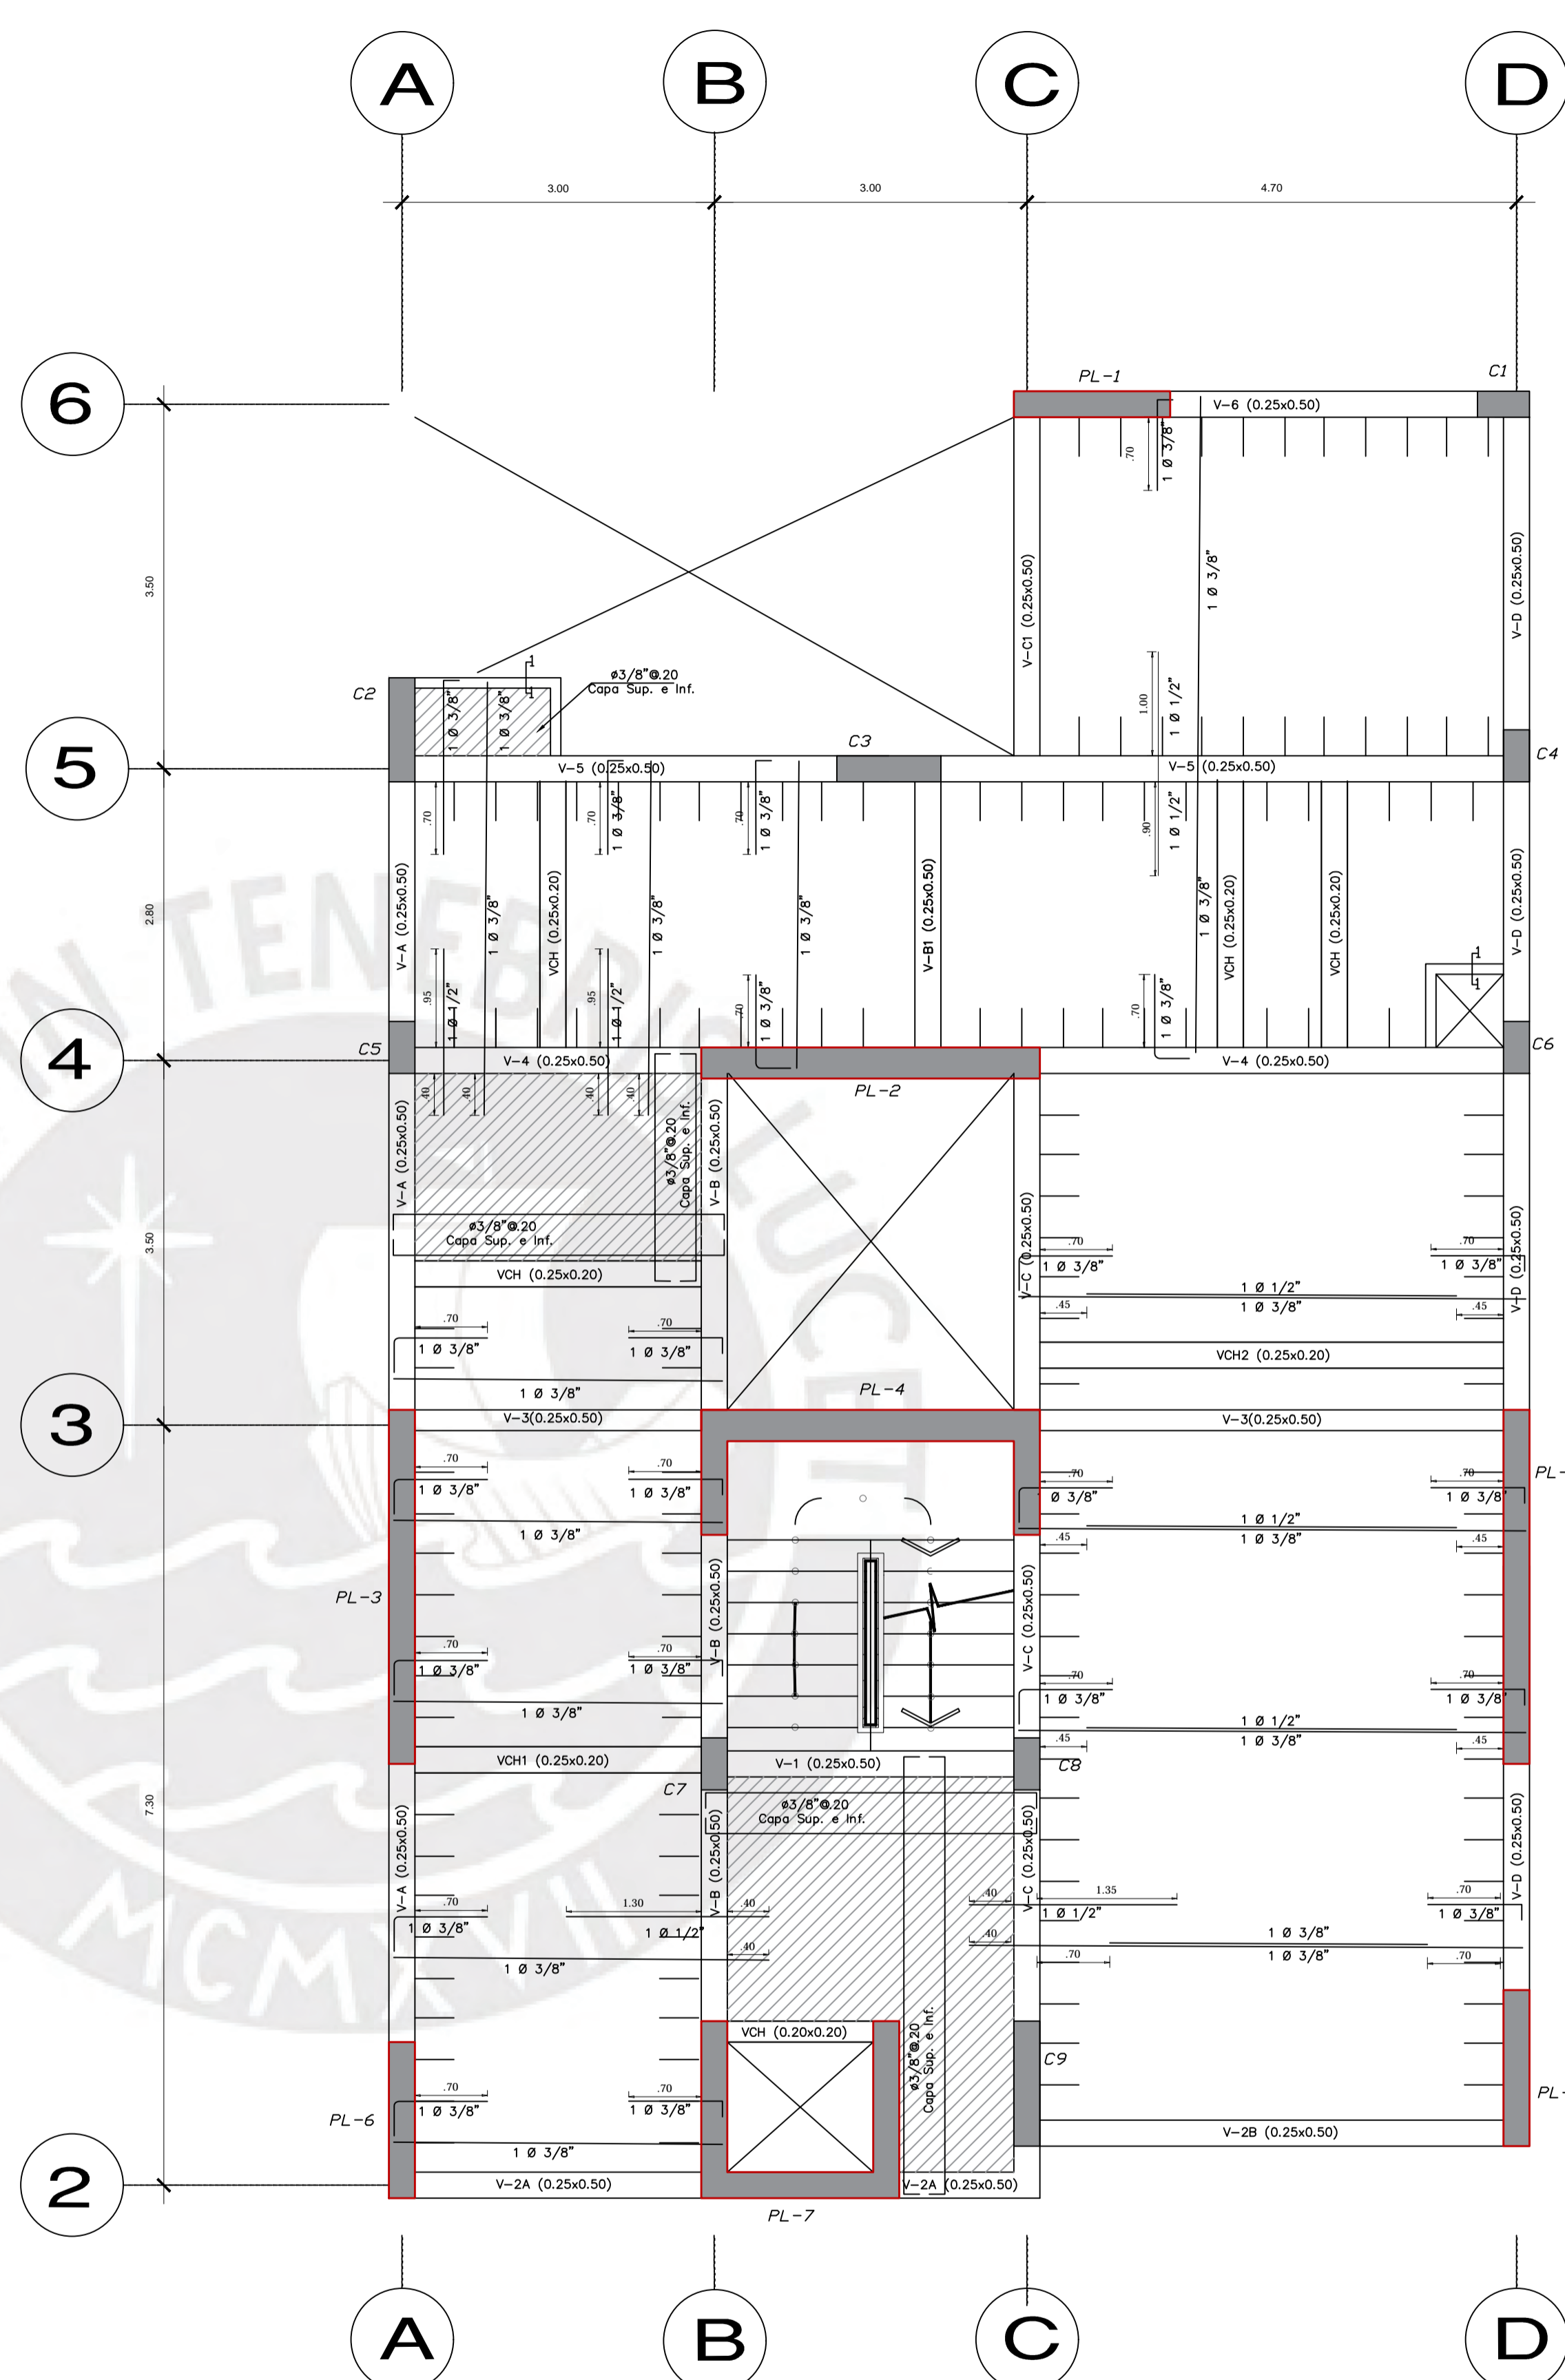 A
B
C
D
3.00
3.00
4.70
6
PL-1
C1
V-6 (0.25x0.50)
.70
1 Ø 3/8"
3.50
V-C1 (0.25x0.50)
1 Ø 3/8"
V-D (0.25x0.50)
C2
1
1
1 Ø 3/8"
1 Ø 3/8"
ø3/8"@.20
Capa Sup. e Inf.
1.00
1 Ø 1/2"
5
C3
V-5 (0.25x0.50)
V-5 (0.25x0.50)
C4
.70
.70
1 Ø 3/8"
.70
1 Ø 3/8"
.90
1 Ø 1/2"
2.80
V-A (0.25x0.50)
1 Ø 3/8"
VCH (0.25x0.20)
1 Ø 3/8"
1 Ø 3/8"
V-B1 (0.25x0.50)
1 Ø 3/8"
VCH (0.25x0.20)
VCH (0.25x0.20)
V-D (0.25x0.50)
IN TENEBRIS LUCET
.95
1 Ø 1/2"
.95
1 Ø 1/2"
.70
1 Ø 3/8"
.70
1 Ø 3/8"
1
1
4
C5
V-4 (0.25x0.50)
V-4 (0.25x0.50)
C6
PL-2
.40
.40
.40
.40
V-A (0.25x0.50)
ø3/8"@.20
Capa Sup. e Inf.
V-B (0.25x0.50)
3.50
ø3/8"@.20
Capa Sup. e Inf.
V-C (0.25x0.50)
.70
1 Ø 3/8"
.70
1 Ø 3/8"
V-D (0.25x0.50)
VCH (0.25x0.20)
1 Ø 1/2"
.45
1 Ø 3/8"
.45
.70
1 Ø 3/8"
.70
1 Ø 3/8"
VCH2 (0.25x0.20)
1 Ø 3/8"
PL-4
3
V-3(0.25x0.50)
V-3(0.25x0.50)
.70
1 Ø 3/8"
.70
1 Ø 3/8"
.70
Ø 3/8"
.70
1 Ø 3/8"
PL-
1 Ø 3/8"
1 Ø 1/2"
.45
1 Ø 3/8"
.45
PL-3
V-B (0.25x0.50)
V-C (0.25x0.50)
.70
1 Ø 3/8"
.70
1 Ø 3/8"
.70
1 Ø 3/8"
.70
1 Ø 3/8"
1 Ø 3/8"
1 Ø 1/2"
.45
1 Ø 3/8"
.45
VCH1 (0.25x0.20)
V-1 (0.25x0.50)
C7
C8
7.30
V-A (0.25x0.50)
V-B (0.25x0.50)
ø3/8"@.20
Capa Sup. e Inf.
V-C (0.25x0.50)
V-D (0.25x0.50)
.70
1 Ø 3/8"
1.30
.40
1 Ø 1/2"
.40
1.35
1 Ø 1/2"
.70
1 Ø 3/8"
.40
1 Ø 3/8"
.40
1 Ø 3/8"
.70
1 Ø 3/8"
.70
MCMXVII
VCH (0.20x0.20)
ø3/8"@.20
Capa Sup. e Inf.
C9
.70
1 Ø 3/8"
.70
1 Ø 3/8"
PL-6
PL-
1 Ø 3/8"
V-2B (0.25x0.50)
2
V-2A (0.25x0.50)
V-2A (0.25x0.50)
PL-7
A
B
C
D